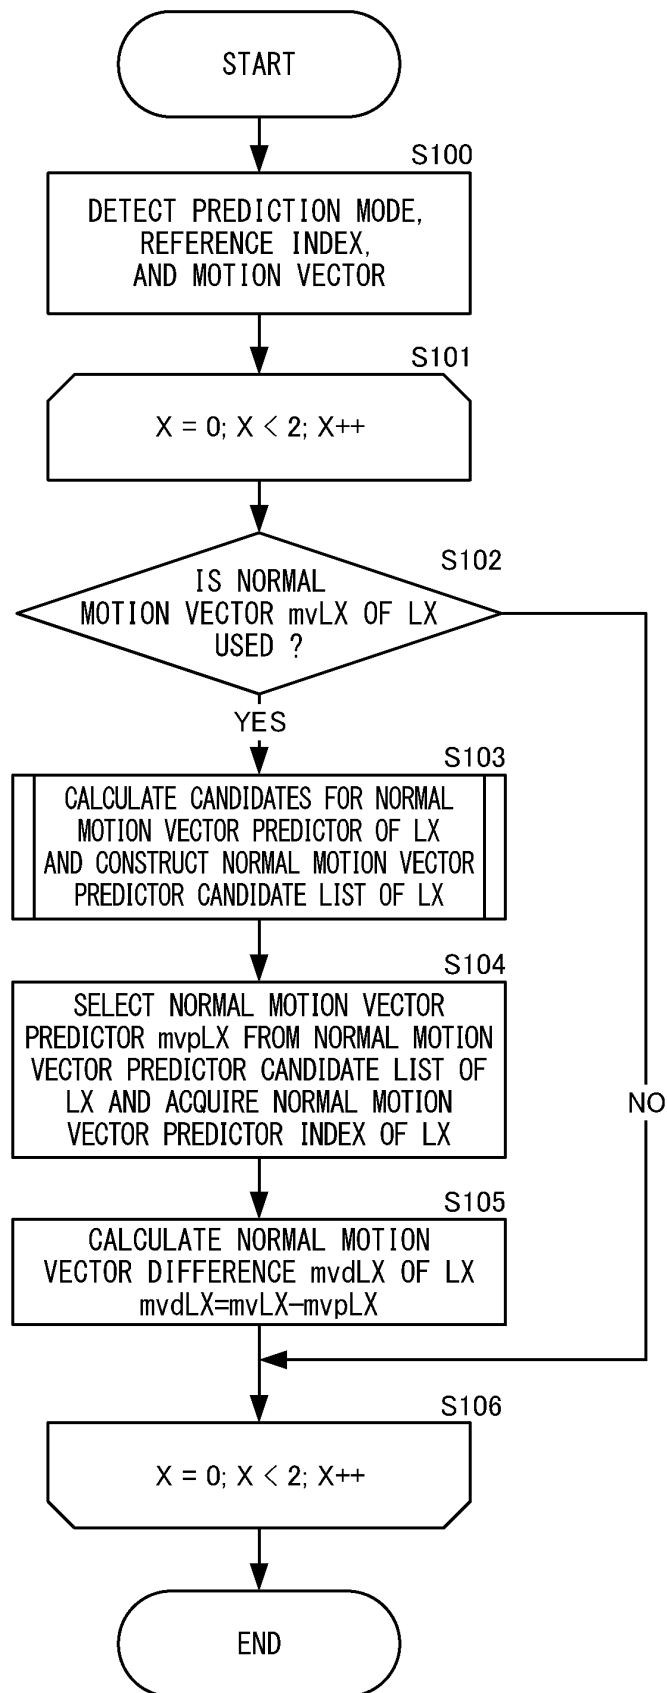 START
S100
DETECT PREDICTION MODE,
REFERENCE INDEX,
AND MOTION VECTOR
S101
X = 0; X < 2; X++
S102
IS NORMAL
MOTION VECTOR mvLX OF LX
USED ?
YES
S103
CALCULATE CANDIDATES FOR NORMAL
MOTION VECTOR PREDICTOR OF LX
AND CONSTRUCT NORMAL MOTION VECTOR
PREDICTOR CANDIDATE LIST OF LX
S104
SELECT NORMAL MOTION VECTOR
PREDICTOR mvpLX FROM NORMAL MOTION
VECTOR PREDICTOR CANDIDATE LIST OF
LX AND ACQUIRE NORMAL MOTION
VECTOR PREDICTOR INDEX OF LX
NO
S105
CALCULATE NORMAL MOTION
VECTOR DIFFERENCE mvdLX OF LX
mvdLX=mvLX-mvpLX
S106
X = 0; X < 2; X++
END